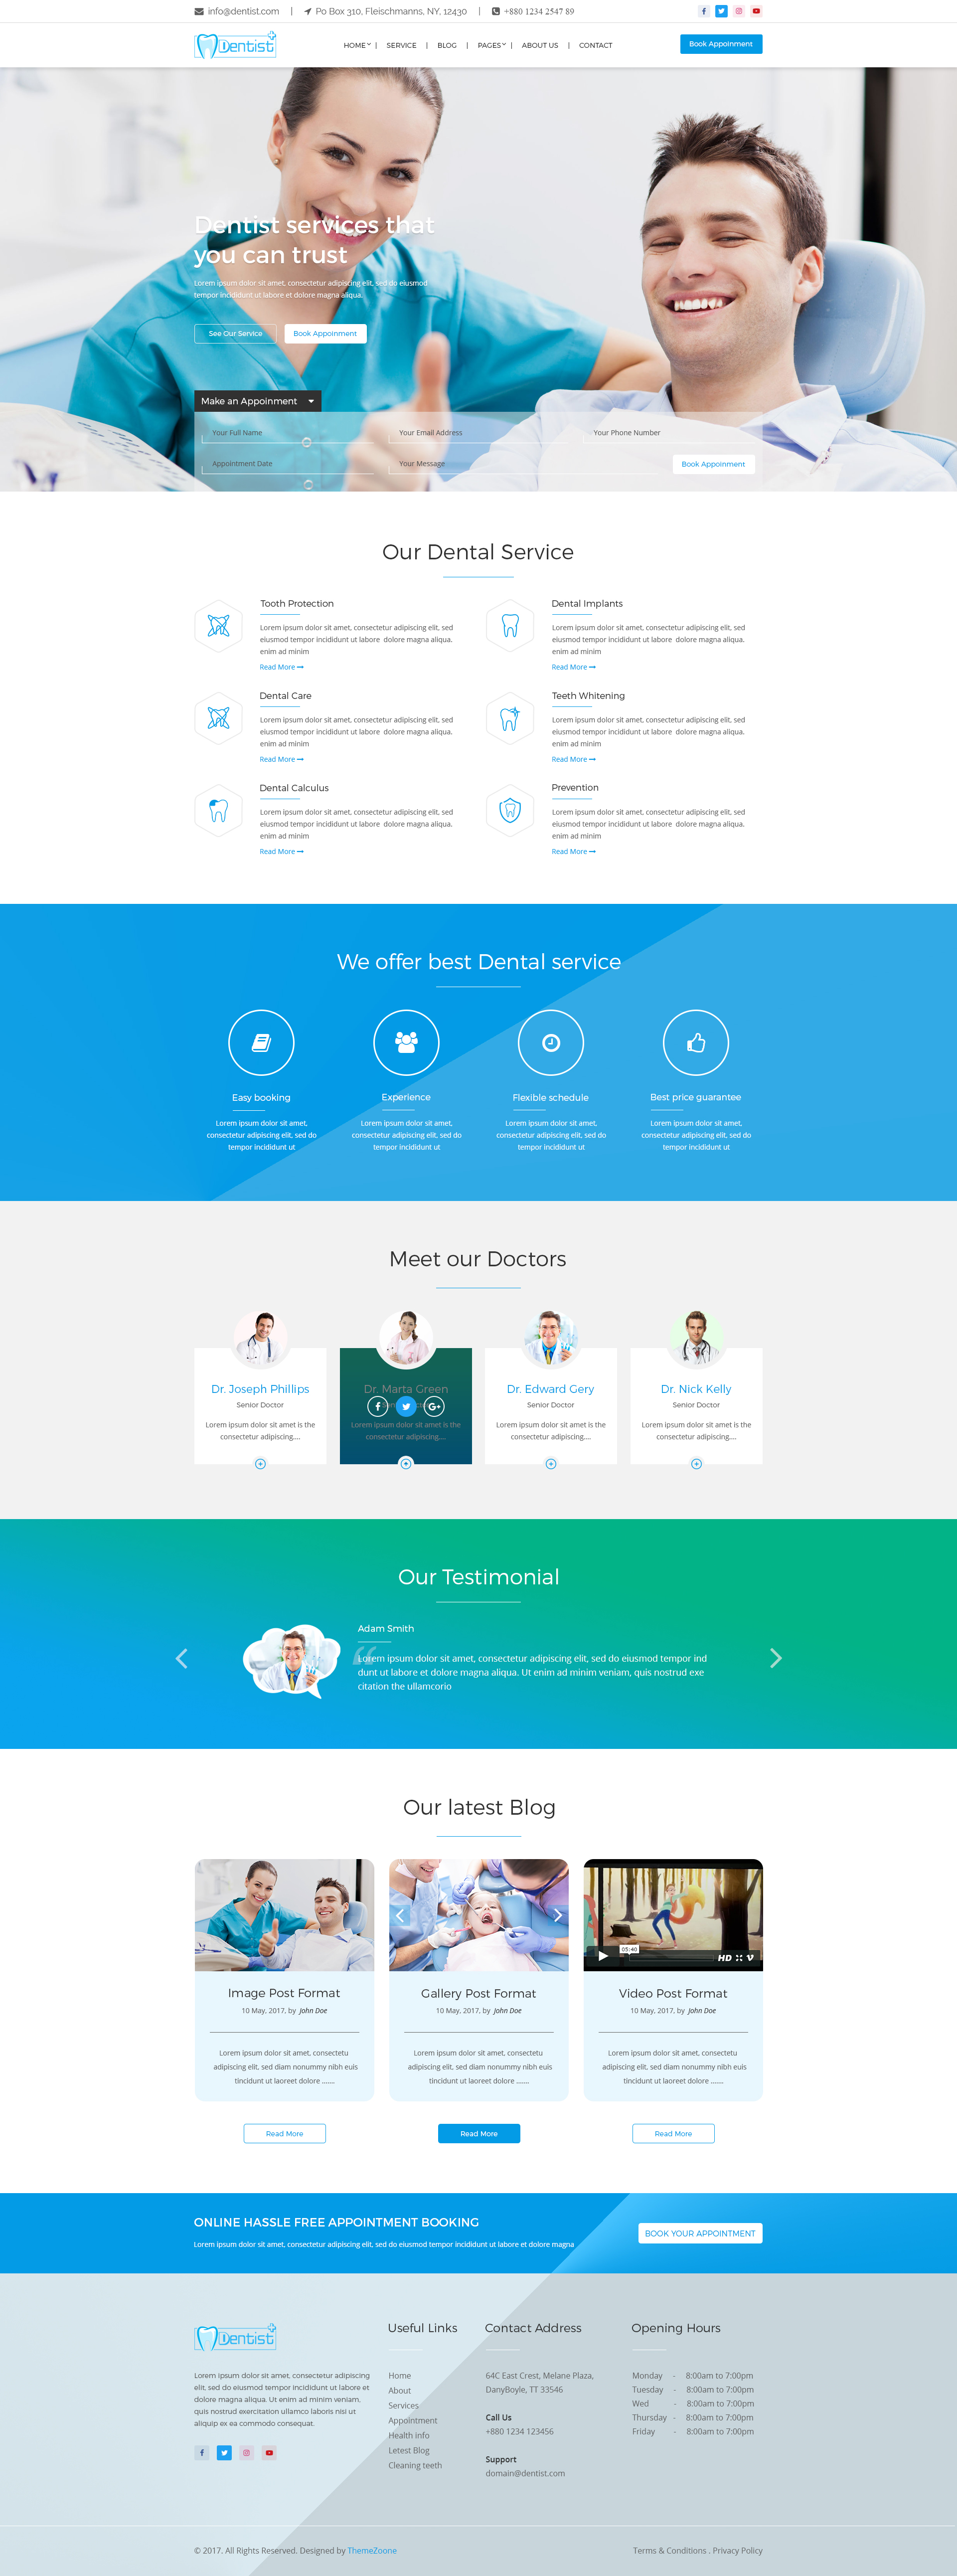 info@dentist.com | Po Box 310, Fleischmanns, NY, 12430 | +880 1234 2547 89
Dentist
HOME | SERVICE | BLOG | PAGES | ABOUT US | CONTACT
Book Appoinment
Dentist services that
you can trust
Lorem ipsum dolor sit amet, consectetur adipiscing elit, sed do eiusmod
tempor incididunt ut labore et dolore magna aliqua.
See Our Service
Book Appoinment
Make an Appoinment
Your Full Name
Your Email Address
Your Phone Number
Appointment Date
Your Message
Book Appoinment
Our Dental Service
Tooth Protection
Lorem ipsum dolor sit amet, consectetur adipiscing elit, sed
eiusmod tempor incididunt ut labore dolore magna aliqua.
enim ad minim
Read More
Dental Implants
Lorem ipsum dolor sit amet, consectetur adipiscing elit, sed
eiusmod tempor incididunt ut labore dolore magna aliqua.
enim ad minim
Read More
Dental Care
Lorem ipsum dolor sit amet, consectetur adipiscing elit, sed
eiusmod tempor incididunt ut labore dolore magna aliqua.
enim ad minim
Read More
Teeth Whitening
Lorem ipsum dolor sit amet, consectetur adipiscing elit, sed
eiusmod tempor incididunt ut labore dolore magna aliqua.
enim ad minim
Read More
Dental Calculus
Lorem ipsum dolor sit amet, consectetur adipiscing elit, sed
eiusmod tempor incididunt ut labore dolore magna aliqua.
enim ad minim
Read More
Prevention
Lorem ipsum dolor sit amet, consectetur adipiscing elit, sed
eiusmod tempor incididunt ut labore dolore magna aliqua.
enim ad minim
Read More
We offer best Dental service
Easy booking
Lorem ipsum dolor sit amet,
consectetur adipiscing elit, sed do
tempor incididunt ut
Experience
Lorem ipsum dolor sit amet,
consectetur adipiscing elit, sed do
tempor incididunt ut
Flexible schedule
Lorem ipsum dolor sit amet,
consectetur adipiscing elit, sed do
tempor incididunt ut
Best price guarantee
Lorem ipsum dolor sit amet,
consectetur adipiscing elit, sed do
tempor incididunt ut
Meet our Doctors
Dr. Joseph Phillips
Senior Doctor
Lorem ipsum dolor sit amet is the
consectetur adipiscing....
Dr. Marta Green
Lorem ipsum dolor sit amet is the
consectetur adipiscing....
Dr. Edward Gery
Senior Doctor
Lorem ipsum dolor sit amet is the
consectetur adipiscing....
Dr. Nick Kelly
Senior Doctor
Lorem ipsum dolor sit amet is the
consectetur adipiscing....
Our Testimonial
Adam Smith
Lorem ipsum dolor sit amet, consectetur adipiscing elit, sed do eiusmod tempor ind
dunt ut labore et dolore magna aliqua. Ut enim ad minim veniam, quis nostrud exe
citation the ullamcorio
Our latest Blog
05:40
HD
Image Post Format
10 May, 2017, by John Doe
Lorem ipsum dolor sit amet, consectetu
adipiscing elit, sed diam nonummy nibh euis
tincidunt ut laoreet dolore .......
Read More
Gallery Post Format
10 May, 2017, by John Doe
Lorem ipsum dolor sit amet, consectetu
adipiscing elit, sed diam nonummy nibh euis
tincidunt ut laoreet dolore .......
Read More
Video Post Format
10 May, 2017, by John Doe
Lorem ipsum dolor sit amet, consectetu
adipiscing elit, sed diam nonummy nibh euis
tincidunt ut laoreet dolore .......
Read More
ONLINE HASSLE FREE APPOINTMENT BOOKING
Lorem ipsum dolor sit amet, consectetur adipiscing elit, sed do eiusmod tempor incididunt ut labore et dolore magna
BOOK YOUR APPOINTMENT
Dentist
Lorem ipsum dolor sit amet, consectetur adipiscing
elit, sed do eiusmod tempor incididunt ut labore et
dolore magna aliqua. Ut enim ad minim veniam,
quis nostrud exercitation ullamco laboris nisi ut
aliquip ex ea commodo consequat.
Useful Links
Home
About
Services
Appointment
Health info
Letest Blog
Cleaning teeth
Contact Address
64C East Crest, Melane Plaza,
DanyBoyle, TT 33546
Call Us
+880 1234 123456
Support
domain@dentist.com
Opening Hours
Monday - 8:00am to 7:00pm
Tuesday - 8:00am to 7:00pm
Wed - 8:00am to 7:00pm
Thursday - 8:00am to 7:00pm
Friday - 8:00am to 7:00pm
© 2017. All Rights Reserved. Designed by ThemeZoone
Terms & Conditions . Privacy Policy